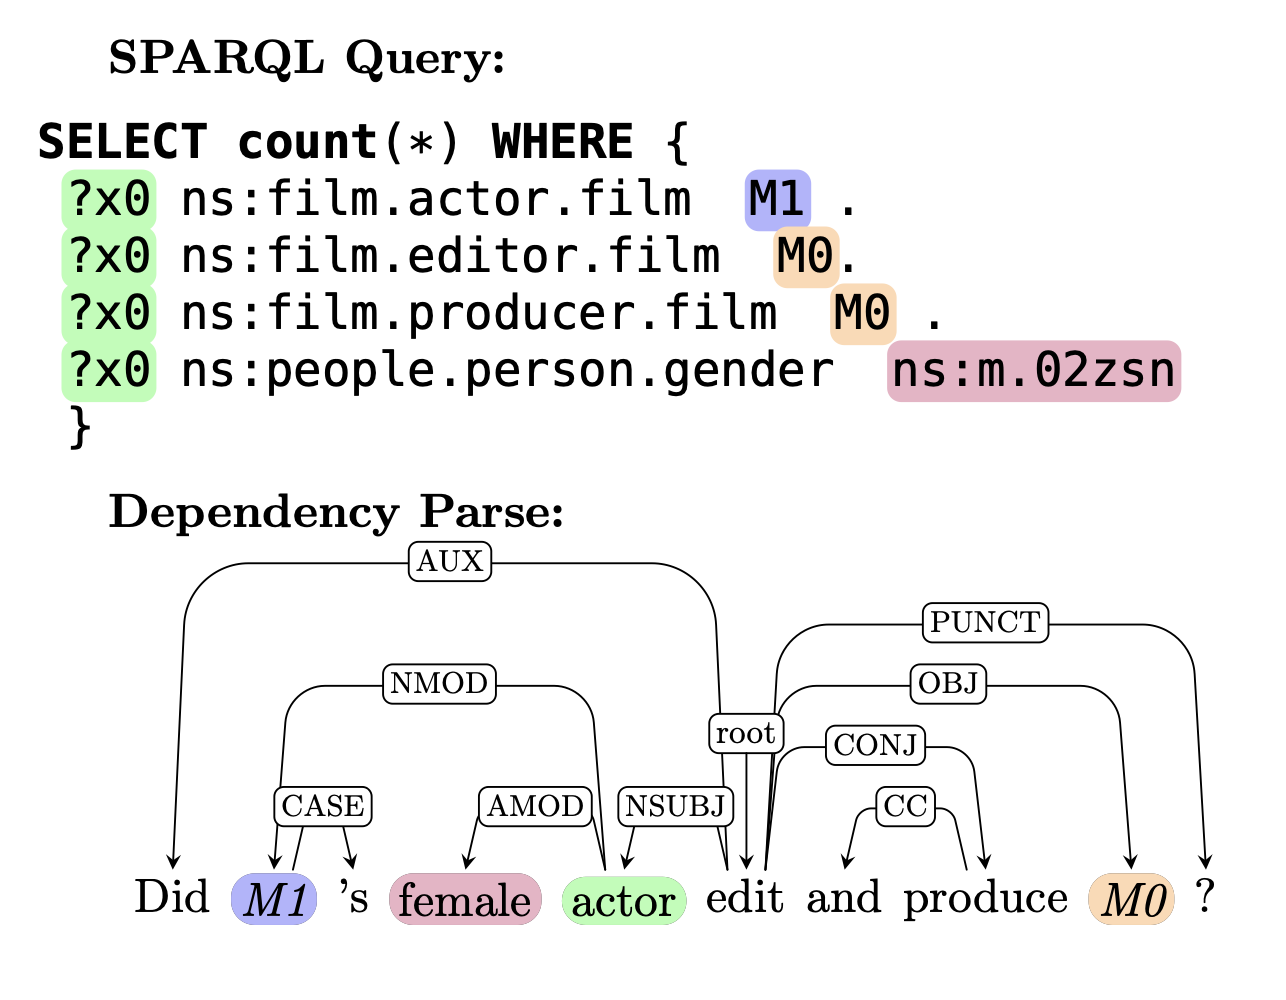 SPARQL Query:
SELECT count(*) WHERE {
?x0 ns:film.actor.film M1 .
?x0 ns:film.editor.film M0.
?x0 ns:film.producer.film M0 .
?x0 ns:people.person.gender ns:m.02zsn
}
Dependency Parse:
AUX
PUNCT
NMOD OBJ
root CONJ
CASE AMOD NSUBJ CC
Did M1 's female actor edit and produce M0 ?